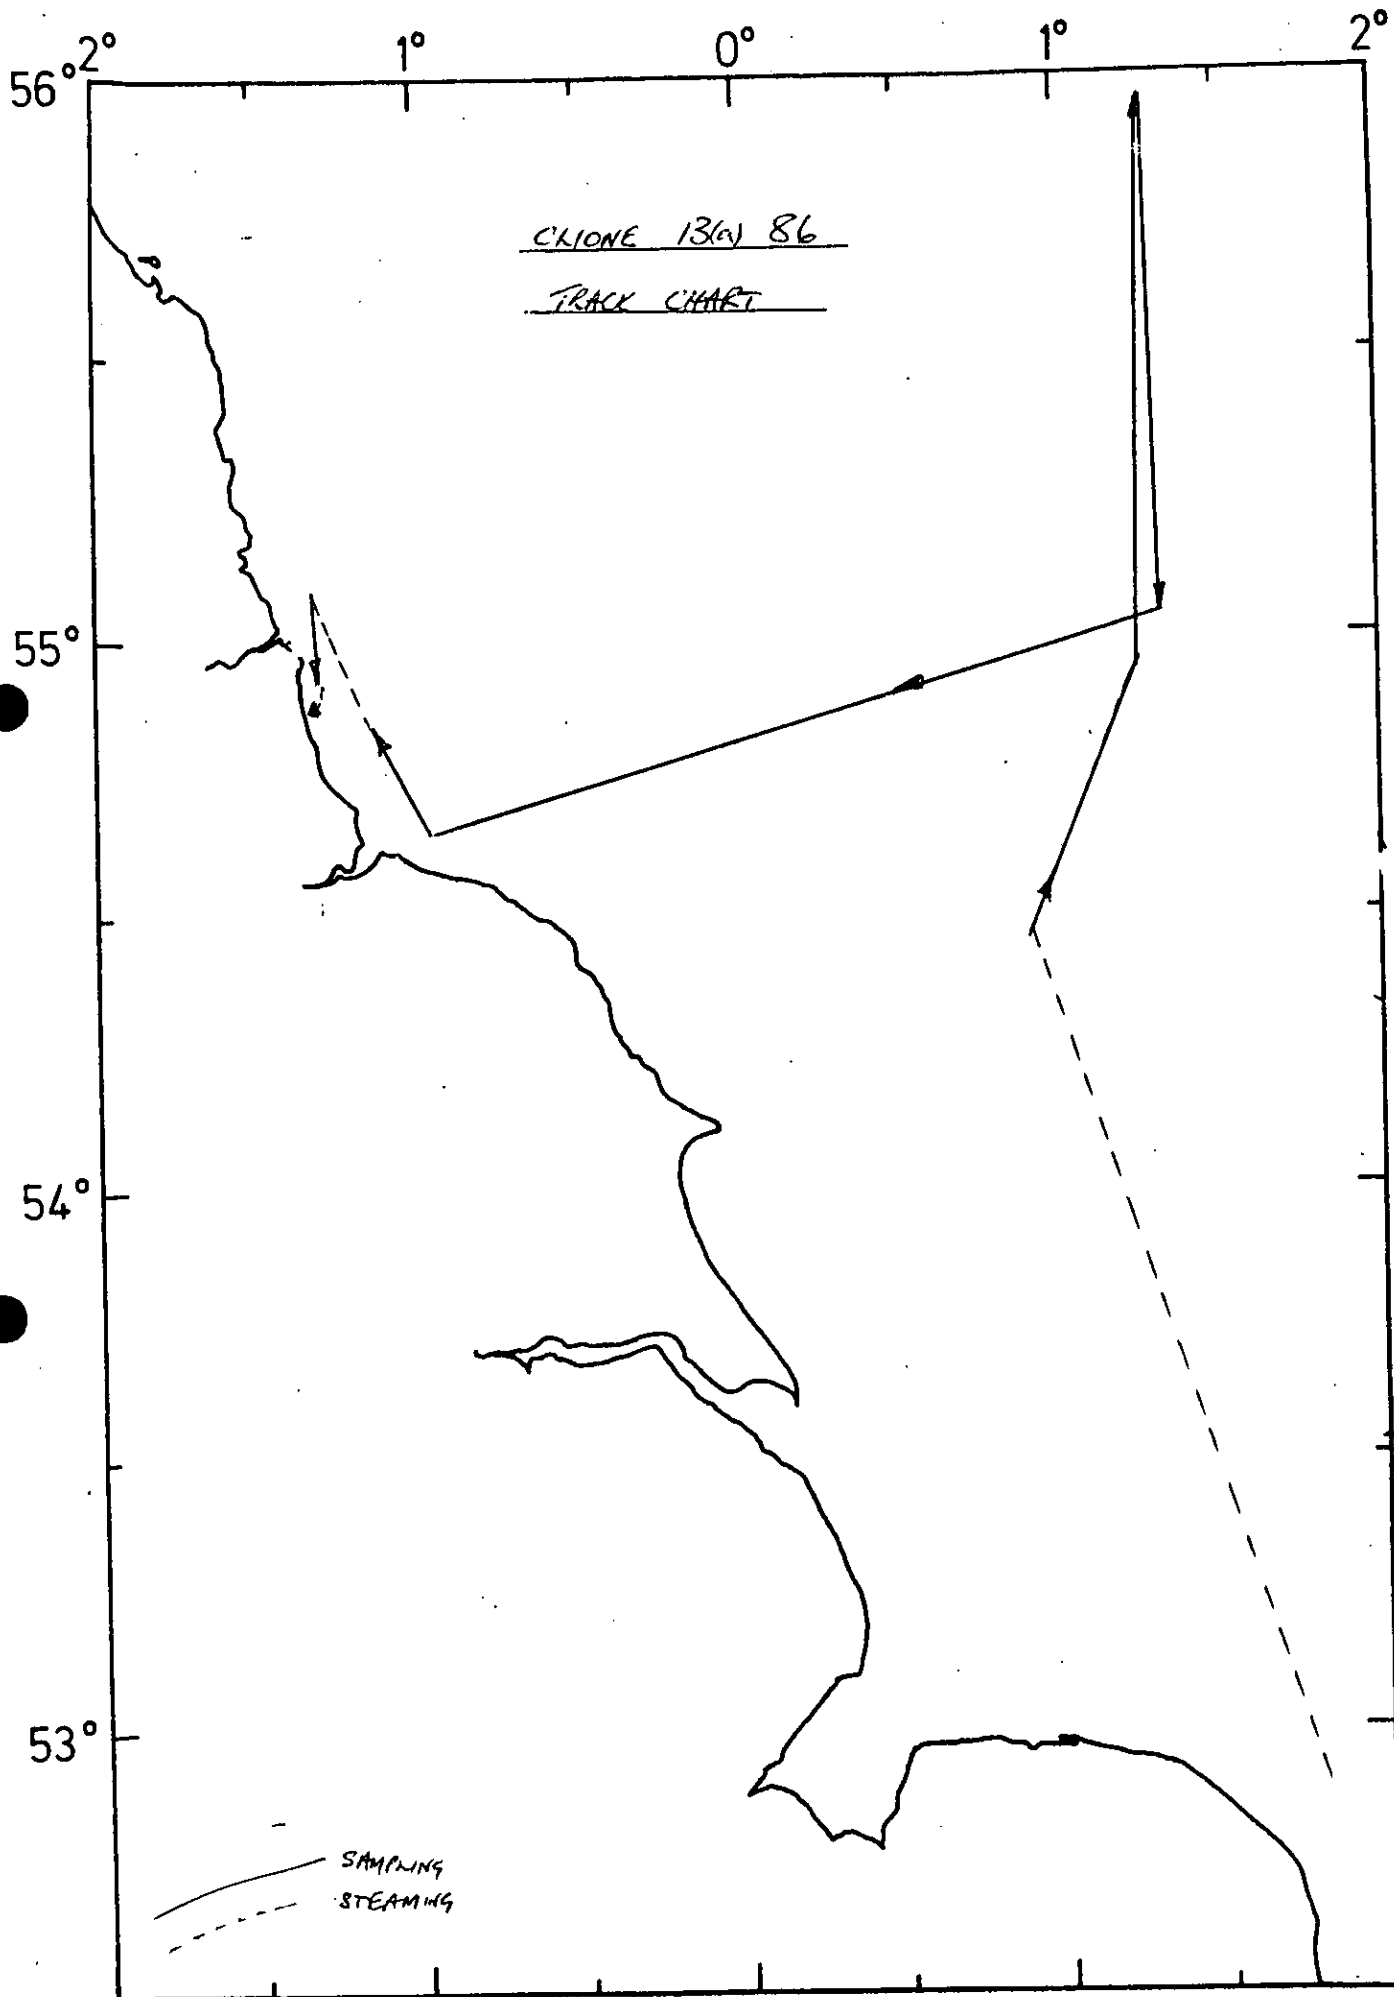 2° 1° 0° 1° 2°
56°
CLIONE 13(a) 86
TRACK CHART
55°
54°
53°
SAMPLING
STEAMING